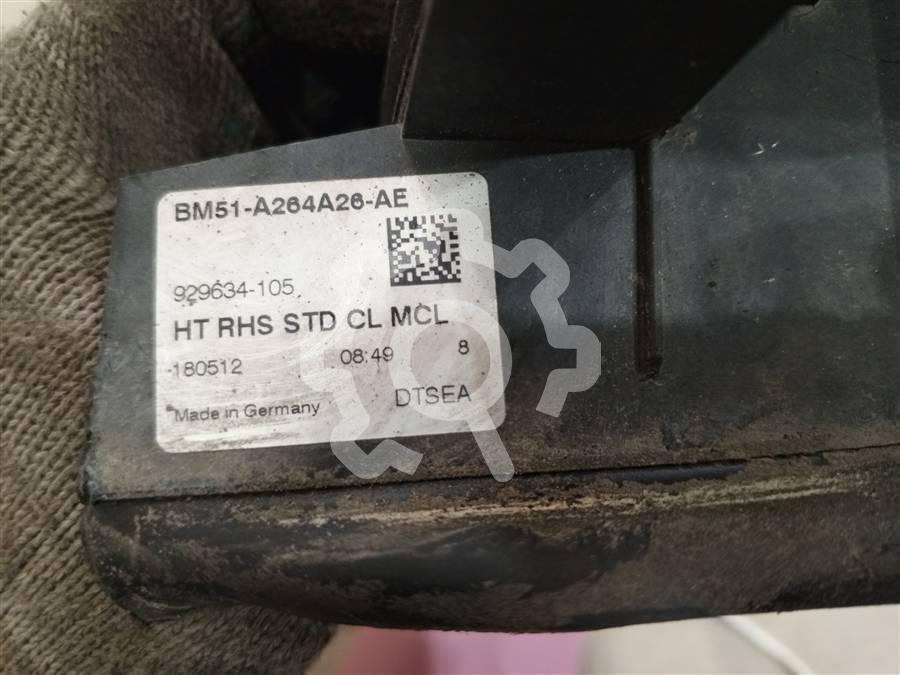 BM51-A264A26-AE
929634-105
HT RHS STD CL MCL
180512 08:49 8
Made in Germany DTSEA